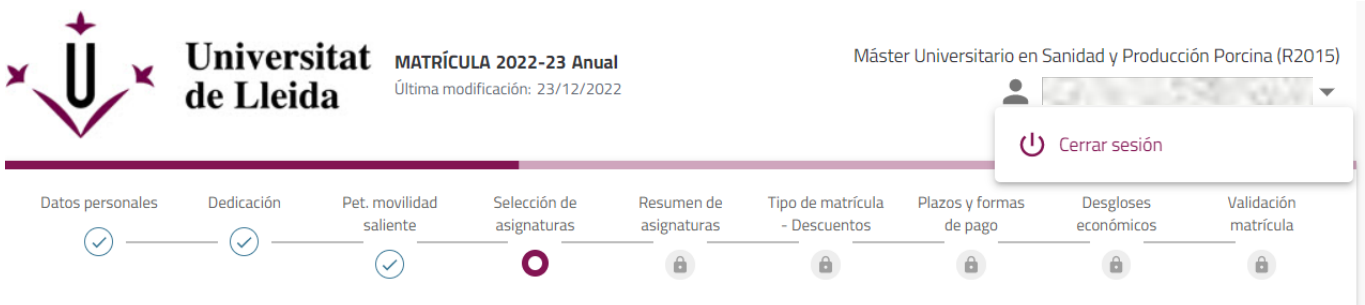 Universitat
de Lleida
MATRÍCULA 2022-23 Anual
Última modificación: 23/12/2022
Máster Universitario en Sanidad y Producción Porcina (R2015)
Cerrar sesión
Datos personales
Dedicación
Pet. movilidad
saliente
Selección de
asignaturas
Resumen de
asignaturas
Tipo de matrícula
- Descuentos
Plazos y formas
de pago
Desgloses
económicos
Validación
matrícula